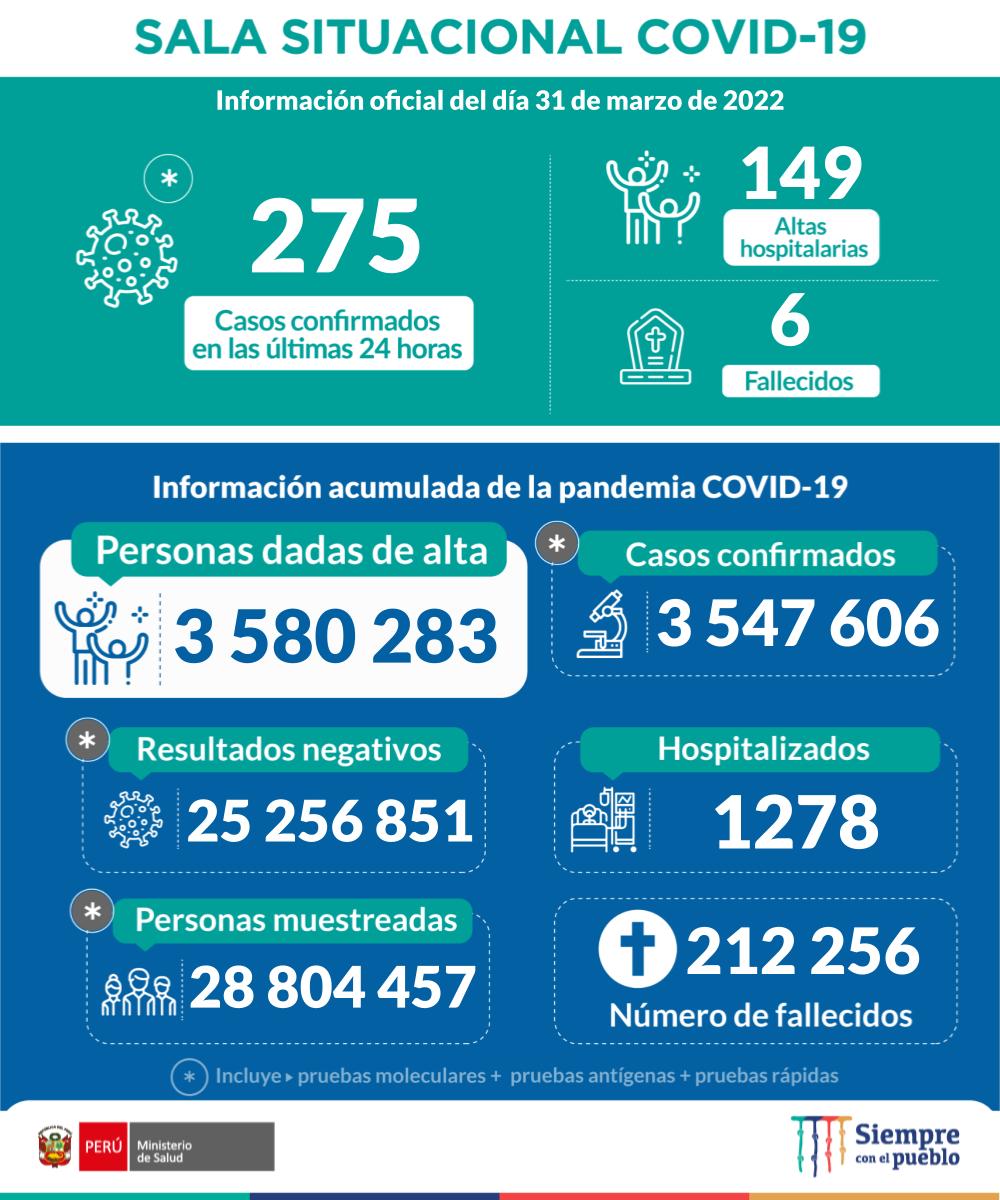 SALA SITUACIONAL COVID-19
Información oficial del día 31 de marzo de 2022
*
275
Casos confirmados
en las últimas 24 horas
149
Altas
hospitalarias
6
Fallecidos
Información acumulada de la pandemia COVID-19
Personas dadas de alta
3 580 283
*
Casos confirmados
3 547 606
*
Resultados negativos
25 256 851
Hospitalizados
1278
*
Personas muestreadas
28 804 457
212 256
Número de fallecidos
* Incluye ▸ pruebas moleculares + pruebas antígenas + pruebas rápidas
PERÚ
Ministerio
de Salud
Siempre
con el pueblo